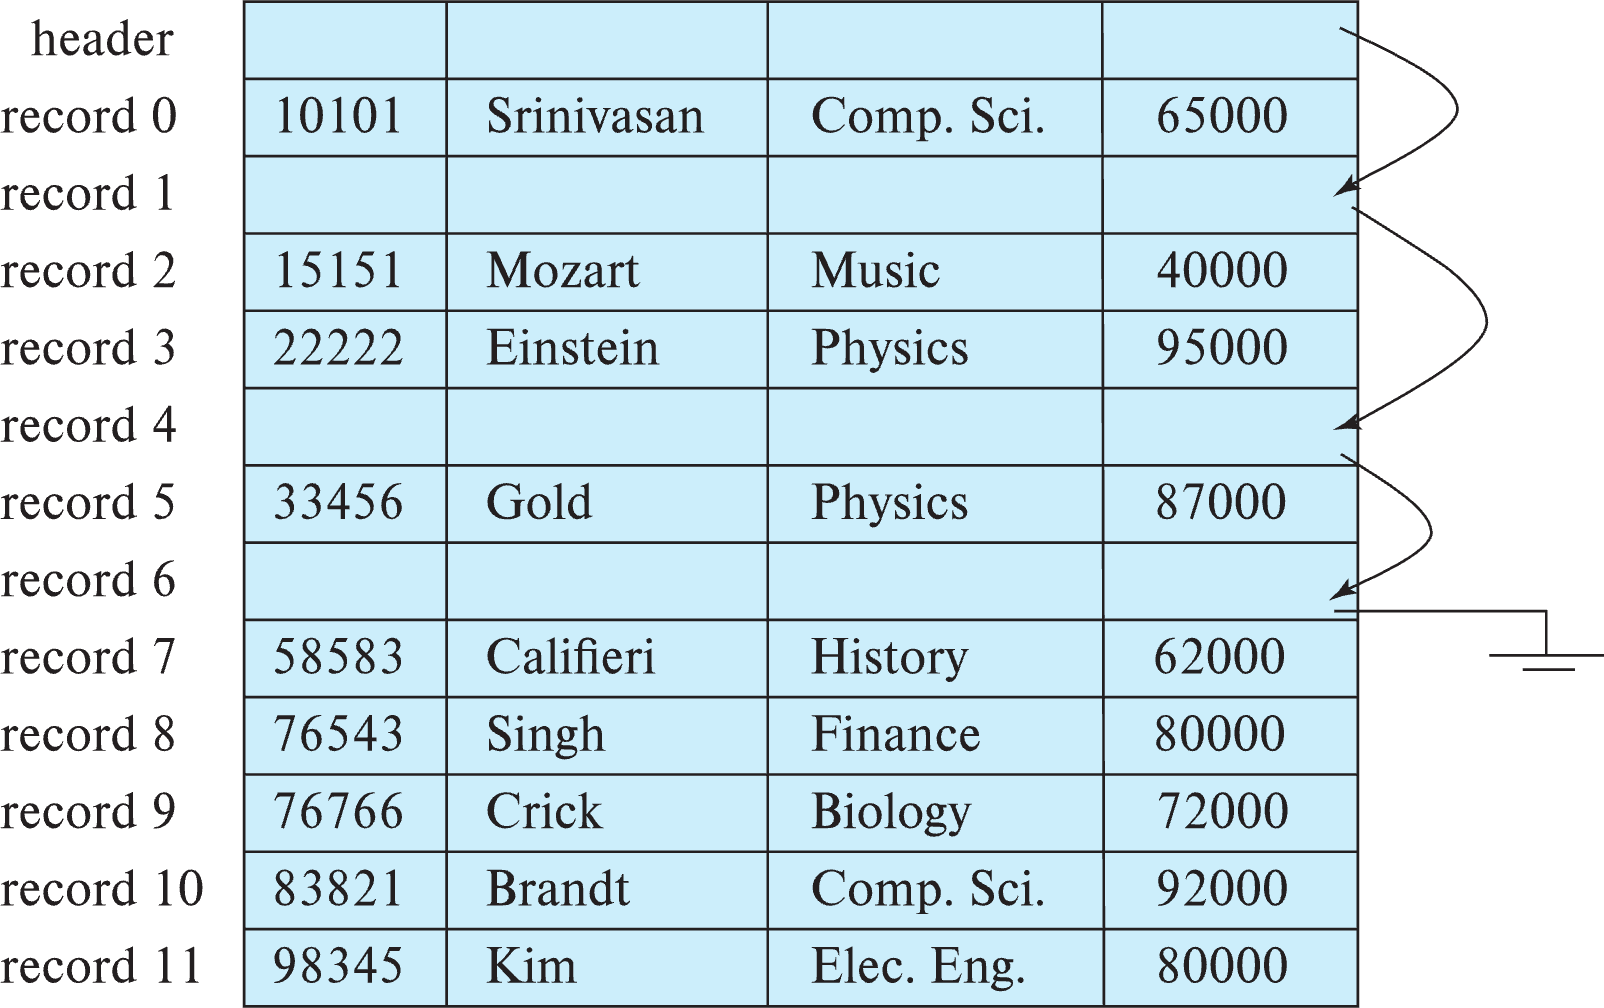 header
record 0 10101 Srinivasan Comp. Sci. 65000
record 1
record 2 15151 Mozart Music 40000
record 3 22222 Einstein Physics 95000
record 4
record 5 33456 Gold Physics 87000
record 6
record 7 58583 Califieri History 62000
record 8 76543 Singh Finance 80000
record 9 76766 Crick Biology 72000
record 10 83821 Brandt Comp. Sci. 92000
record 11 98345 Kim Elec. Eng. 80000